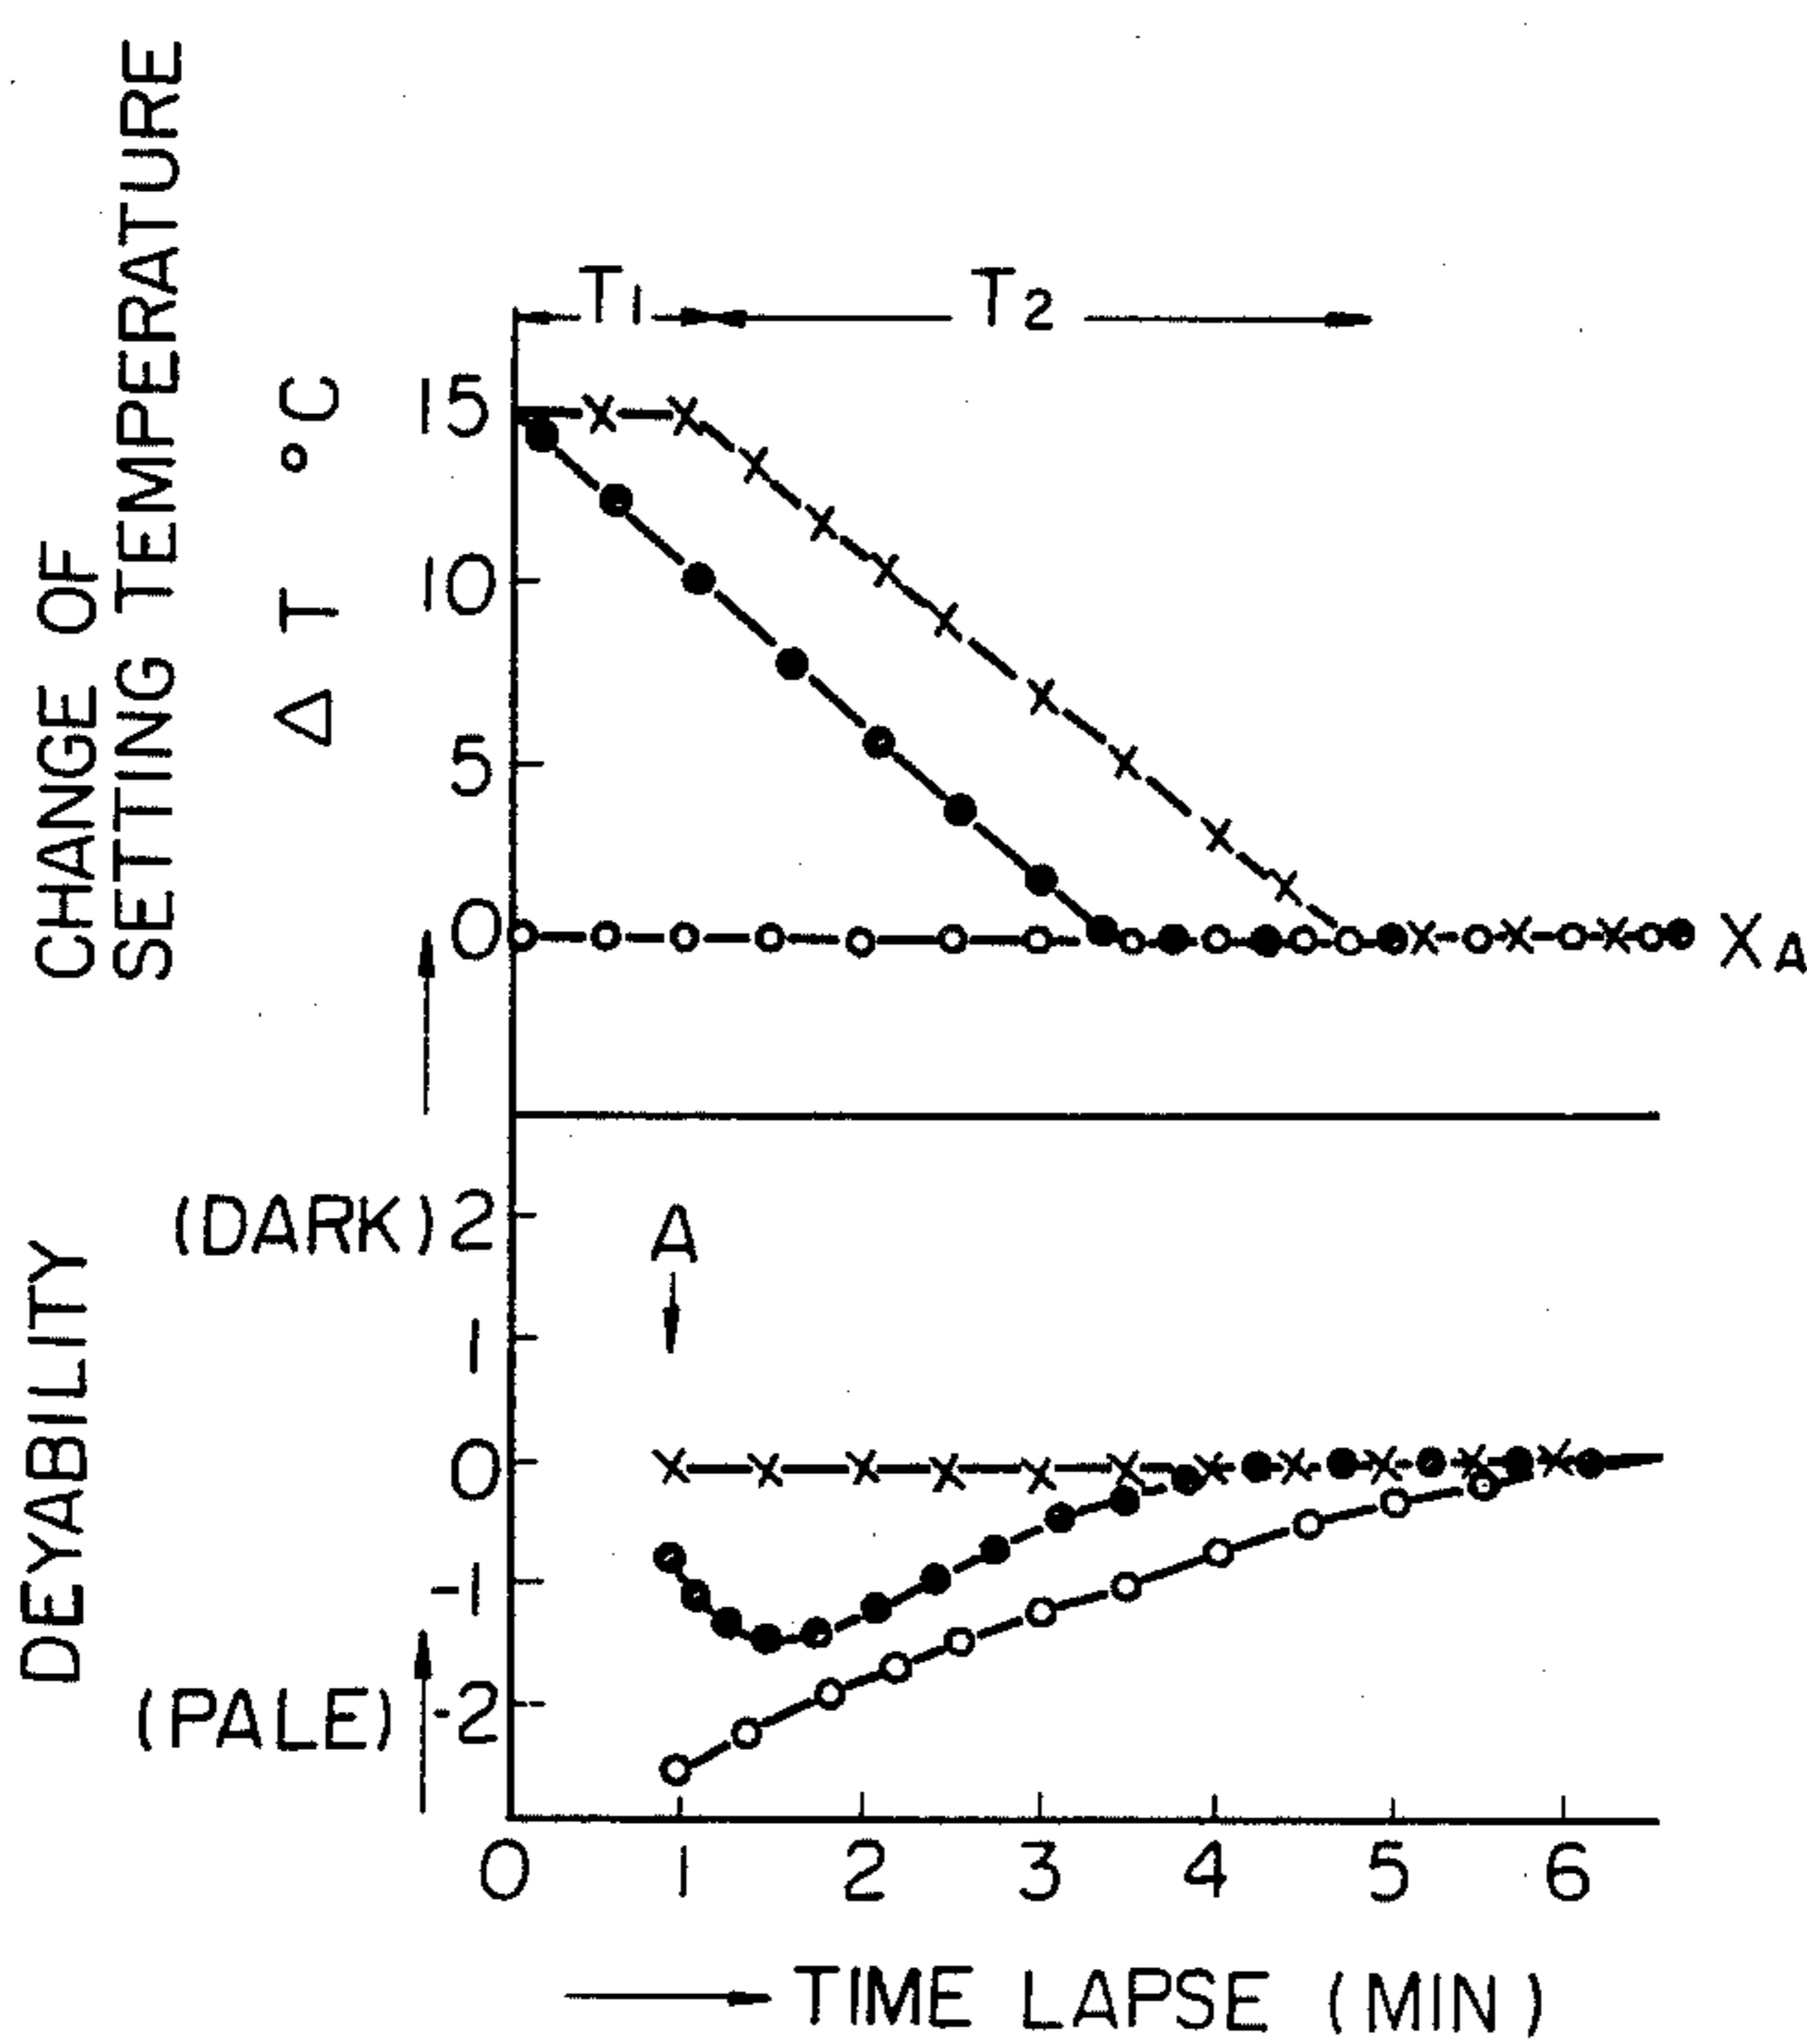 CHANGE OF
SETTING TEMPERATURE
Δ T °C
T1
T2
15
10
5
0
XA
DEYABILITY
(DARK) 2
A
1
0
-1
(PALE) -2
0 1 2 3 4 5 6
TIME LAPSE (MIN)